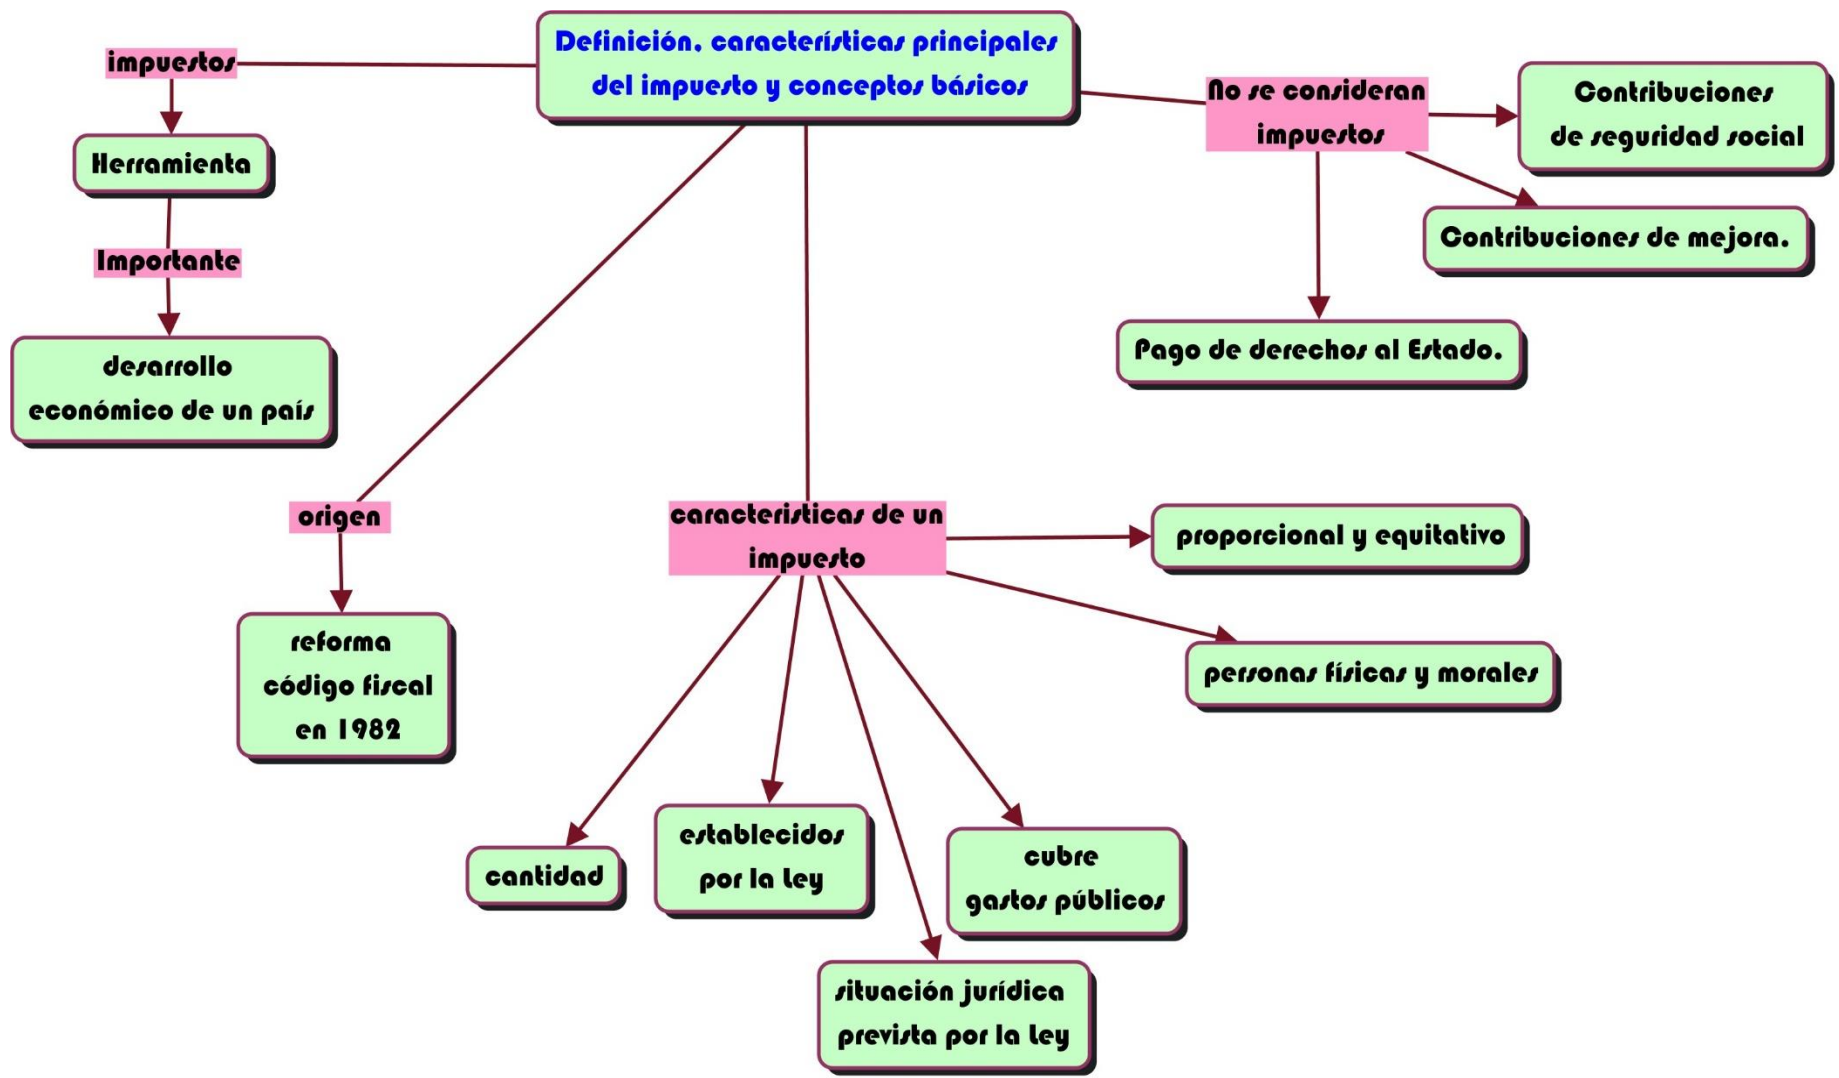 Definición, características principales
del impuesto y conceptos básicos
impuestos
Herramienta
Importante
desarrollo
económico de un país
No se consideran
impuestos
Contribuciones
de seguridad social
Contribuciones de mejora.
Pago de derechos al Estado.
origen
reforma
código fiscal
en 1982
caracteristicas de un
impuesto
proporcional y equitativo
personas físicas y morales
cantidad
establecidos
por la Ley
cubre
gastos públicos
situación jurídica
prevista por la Ley